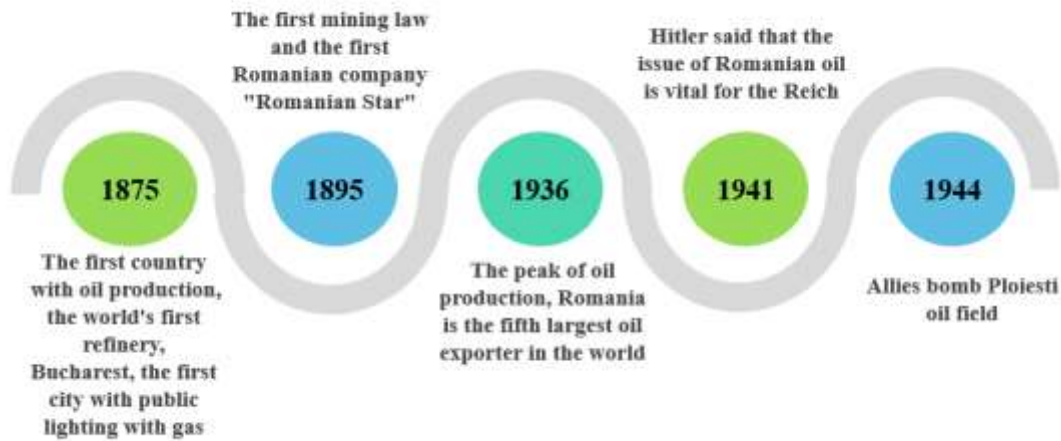 1875
The first country
with oil production,
the world's first
refinery,
Bucharest, the first
city with public
lighting with gas
The first mining law
and the first
Romanian company
"Romanian Star"
1895
1936
The peak of oil
production, Romania
is the fifth largest oil
exporter in the world
Hitler said that the
issue of Romanian oil
is vital for the Reich
1941
1944
Allies bomb Ploiesti
oil field